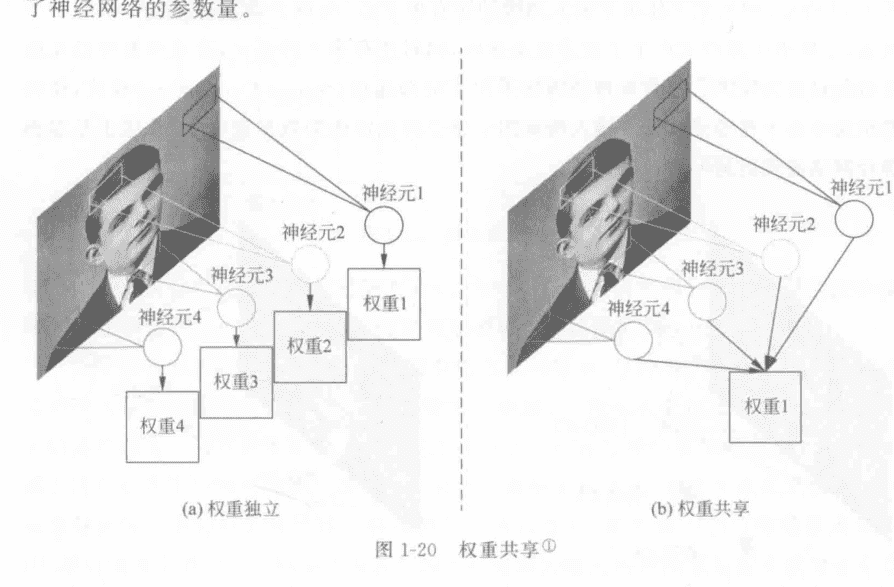 了神经网络的参数量。
神经元1
神经元2
神经元3
神经元4
权重1
权重2
权重3
权重4
(a) 权重独立
神经元1
神经元2
神经元3
神经元4
权重1
(b) 权重共享
图 1-20 权重共享①